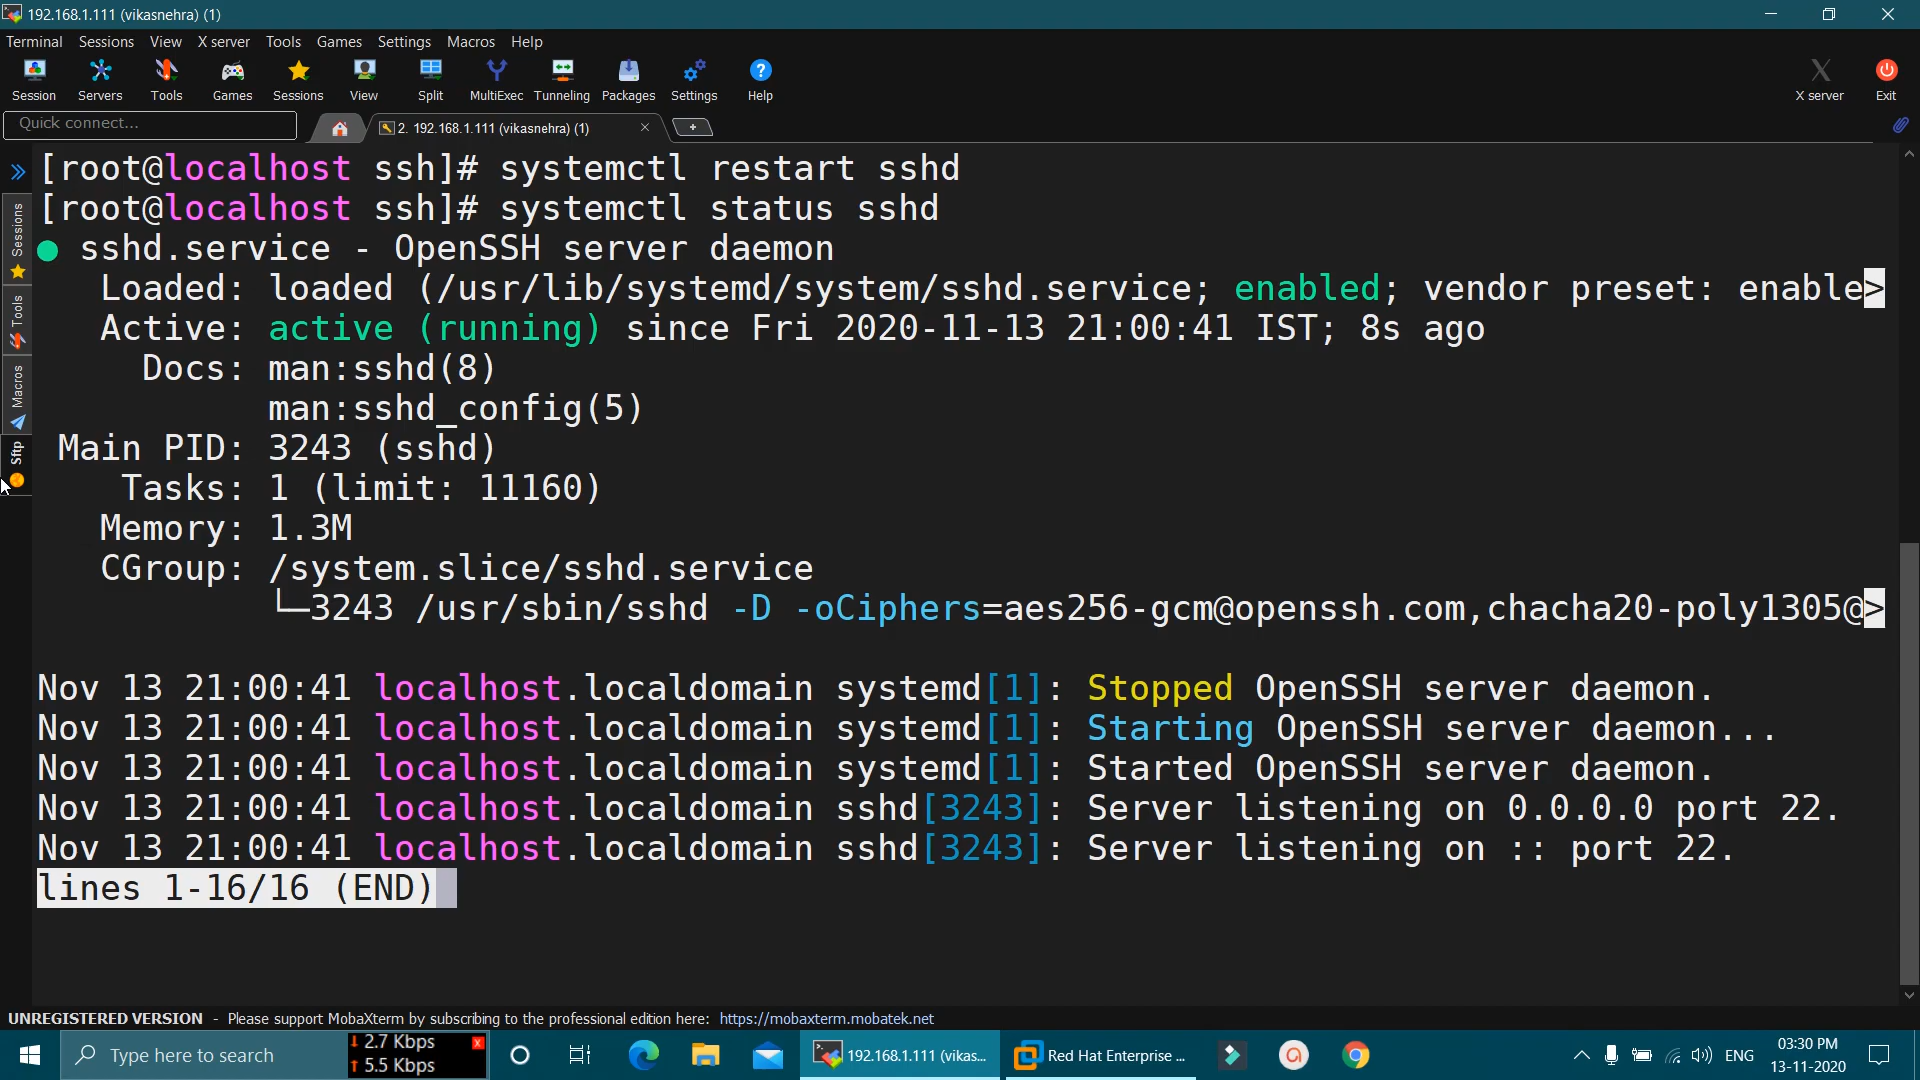 192.168.1.111 (vikasnehra) (1)
Terminal Sessions View X server Tools Games Settings Macros Help
Session Servers Tools Games Sessions View Split MultiExec Tunneling Packages Settings Help X server Exit
Quick connect...
2. 192.168.1.111 (vikasnehra) (1)
Sessions
Tools
Macros
Sftp
[root@localhost ssh]# systemctl restart sshd
[root@localhost ssh]# systemctl status sshd
● sshd.service - OpenSSH server daemon
Loaded: loaded (/usr/lib/systemd/system/sshd.service; enabled; vendor preset: enable>
Active: active (running) since Fri 2020-11-13 21:00:41 IST; 8s ago
Docs: man:sshd(8)
man:sshd_config(5)
Main PID: 3243 (sshd)
Tasks: 1 (limit: 11160)
Memory: 1.3M
CGroup: /system.slice/sshd.service
└─3243 /usr/sbin/sshd -D -oCiphers=aes256-gcm@openssh.com,chacha20-poly1305@>
Nov 13 21:00:41 localhost.localdomain systemd[1]: Stopped OpenSSH server daemon.
Nov 13 21:00:41 localhost.localdomain systemd[1]: Starting OpenSSH server daemon...
Nov 13 21:00:41 localhost.localdomain systemd[1]: Started OpenSSH server daemon.
Nov 13 21:00:41 localhost.localdomain sshd[3243]: Server listening on 0.0.0.0 port 22.
Nov 13 21:00:41 localhost.localdomain sshd[3243]: Server listening on :: port 22.
lines 1-16/16 (END)
UNREGISTERED VERSION - Please support MobaXterm by subscribing to the professional edition here: https://mobaxterm.mobatek.net
Type here to search
↓ 2.7 Kbps
↑ 5.5 Kbps
192.168.1.111 (vikas...
Red Hat Enterprise ...
ENG
03:30 PM
13-11-2020